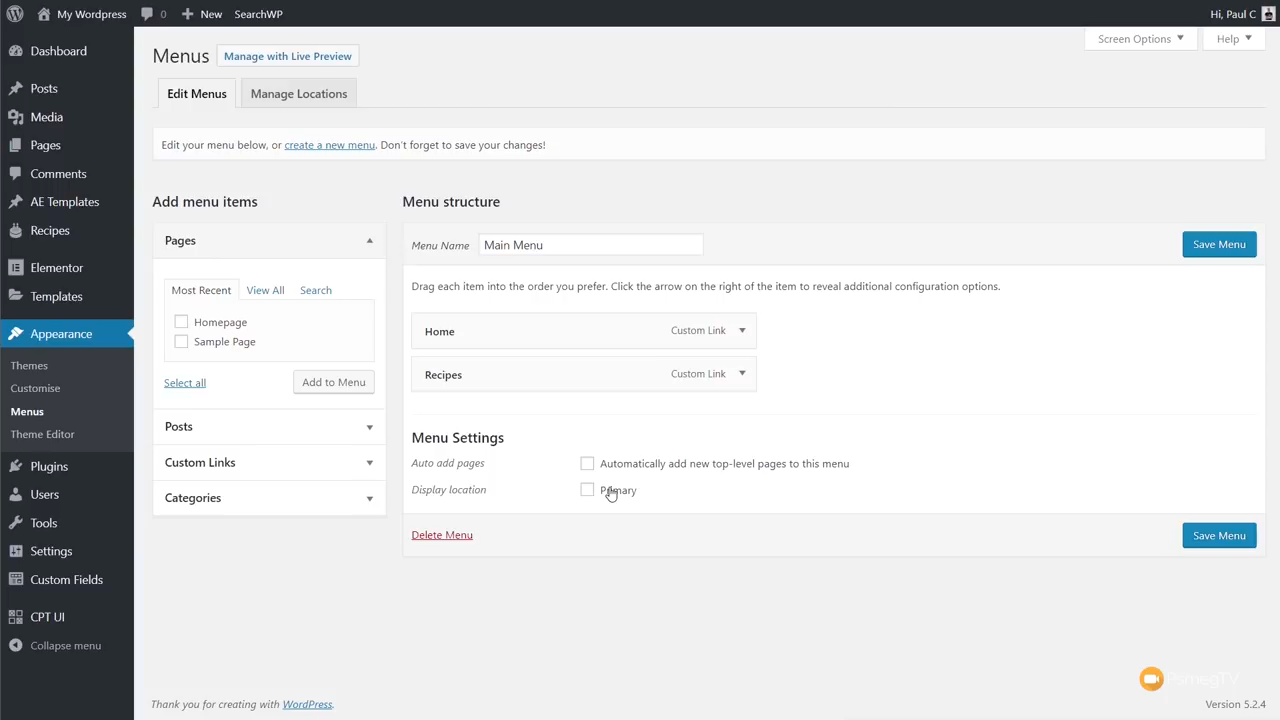 My Wordpress
0
New
SearchWP
Hi, Paul C
Dashboard
Posts
Media
Pages
Comments
AE Templates
Recipes
Elementor
Templates
Appearance
Themes
Customise
Menus
Theme Editor
Plugins
Users
Tools
Settings
Custom Fields
CPT UI
Collapse menu
Screen Options
Help
Menus
Manage with Live Preview
Edit Menus
Manage Locations
Edit your menu below, or create a new menu. Don't forget to save your changes!
Add menu items
Pages
Most Recent
View All
Search
Homepage
Sample Page
Select all
Add to Menu
Posts
Custom Links
Categories
Menu structure
Menu Name
Main Menu
Save Menu
Drag each item into the order you prefer. Click the arrow on the right of the item to reveal additional configuration options.
Home
Custom Link
Recipes
Custom Link
Menu Settings
Auto add pages
Automatically add new top-level pages to this menu
Display location
Primary
Delete Menu
Save Menu
PsmegTV
Thank you for creating with WordPress.
Version 5.2.4